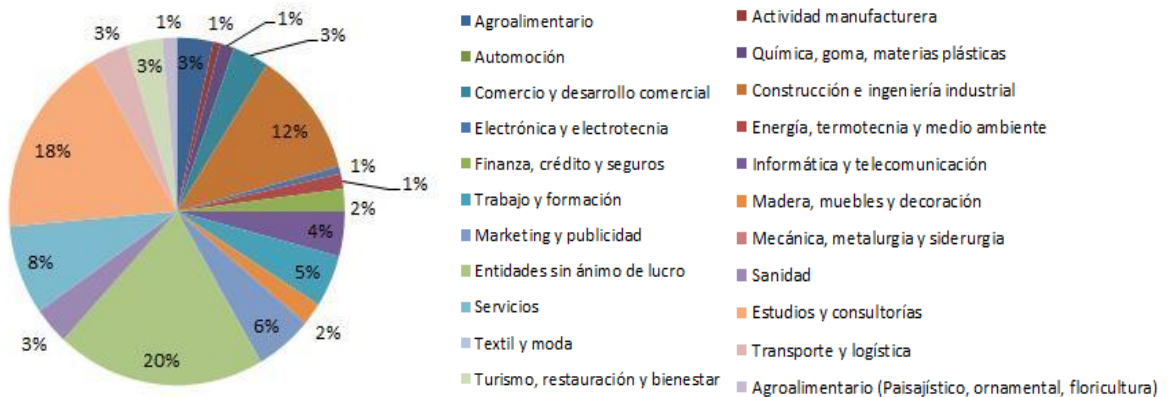 1%
1%
1%
3%
3%
3%
3%
12%
18%
1%
1%
2%
4%
8%
5%
2%
6%
3%
20%
Agroalimentario
Actividad manufacturera
Automoción
Química, goma, materias plásticas
Comercio y desarrollo comercial
Construcción e ingeniería industrial
Electrónica y electrotecnia
Energía, termotecnia y medio ambiente
Finanza, crédito y seguros
Informática y telecomunicación
Trabajo y formación
Madera, muebles y decoración
Marketing y publicidad
Mecánica, metalurgia y siderurgia
Entidades sin ánimo de lucro
Sanidad
Servicios
Estudios y consultorías
Textil y moda
Transporte y logística
Turismo, restauración y bienestar
Agroalimentario (Paisajístico, ornamental, floricultura)